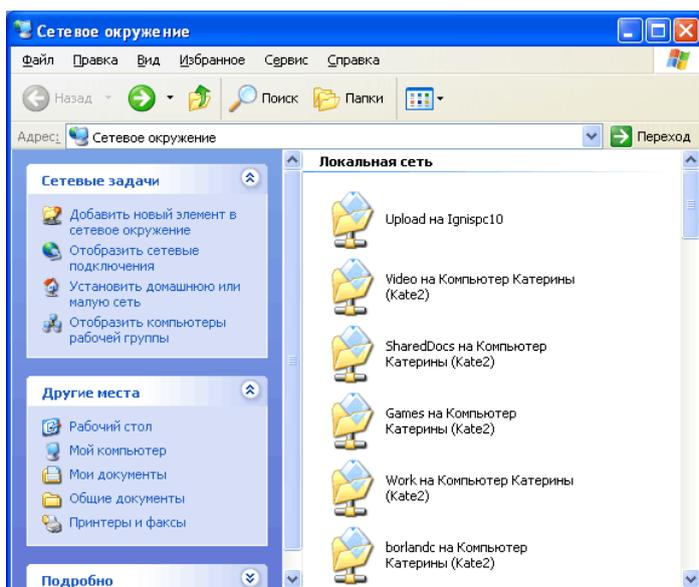 Сетевое окружение
Файл Правка Вид Избранное Сервис Справка
Назад Поиск Папки
Адрес: Сетевое окружение Переход
Сетевые задачи
Добавить новый элемент в
сетевое окружение
Отобразить сетевые
подключения
Установить домашнюю или
малую сеть
Отобразить компьютеры
рабочей группы
Другие места
Рабочий стол
Мой компьютер
Мои документы
Общие документы
Принтеры и факсы
Подробно
Локальная сеть
Upload на Ignispc10
Video на Компьютер Катерины
(Kate2)
SharedDocs на Компьютер
Катерины (Kate2)
Games на Компьютер
Катерины (Kate2)
Work на Компьютер Катерины
(Kate2)
borlandc на Компьютер
Катерины (Kate2)